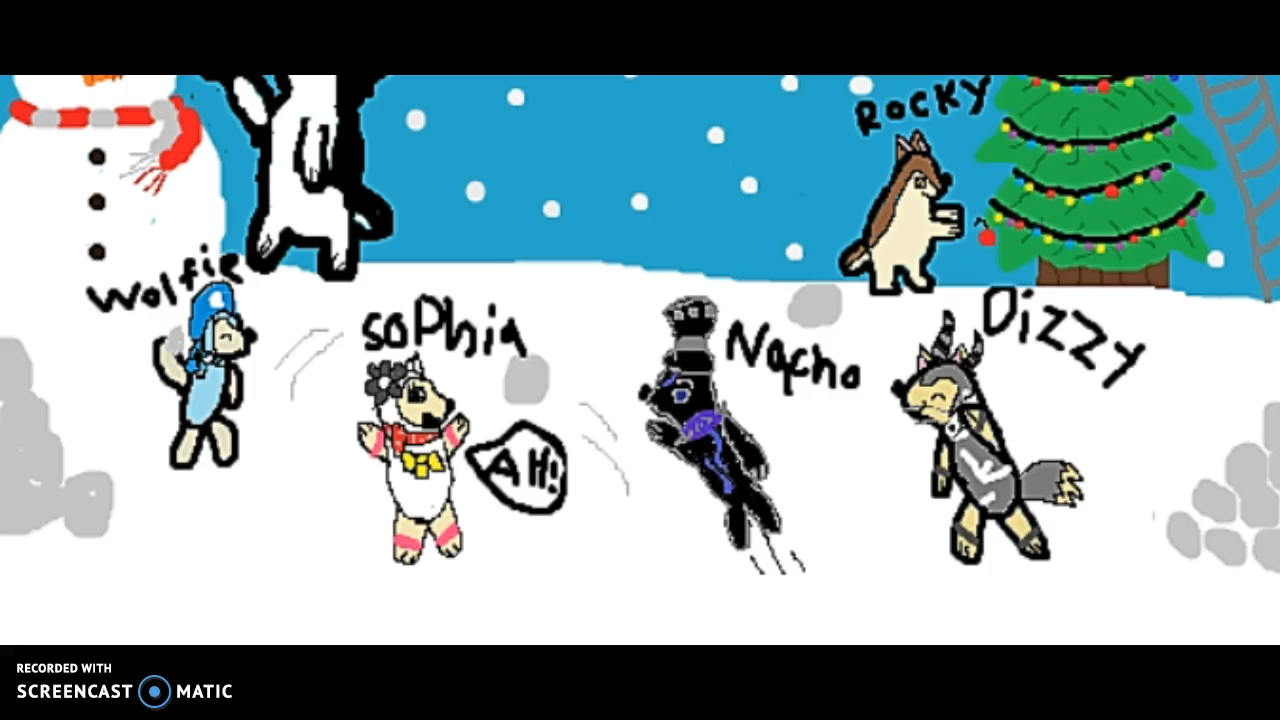 ROCKY
Wolfie
soPhia
Nacho
DiZZy
AH!
RECORDED WITH
SCREENCAST MATIC